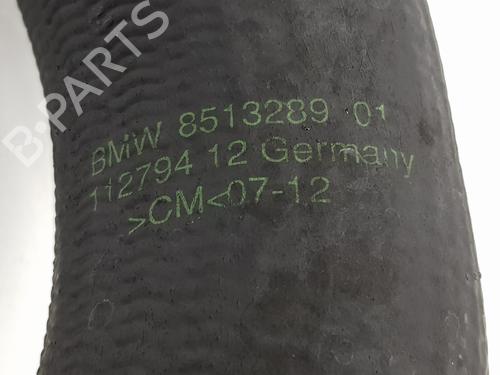 B-PARTS
BMW 8513289 01
112794 12 Germany
>CM<07-12